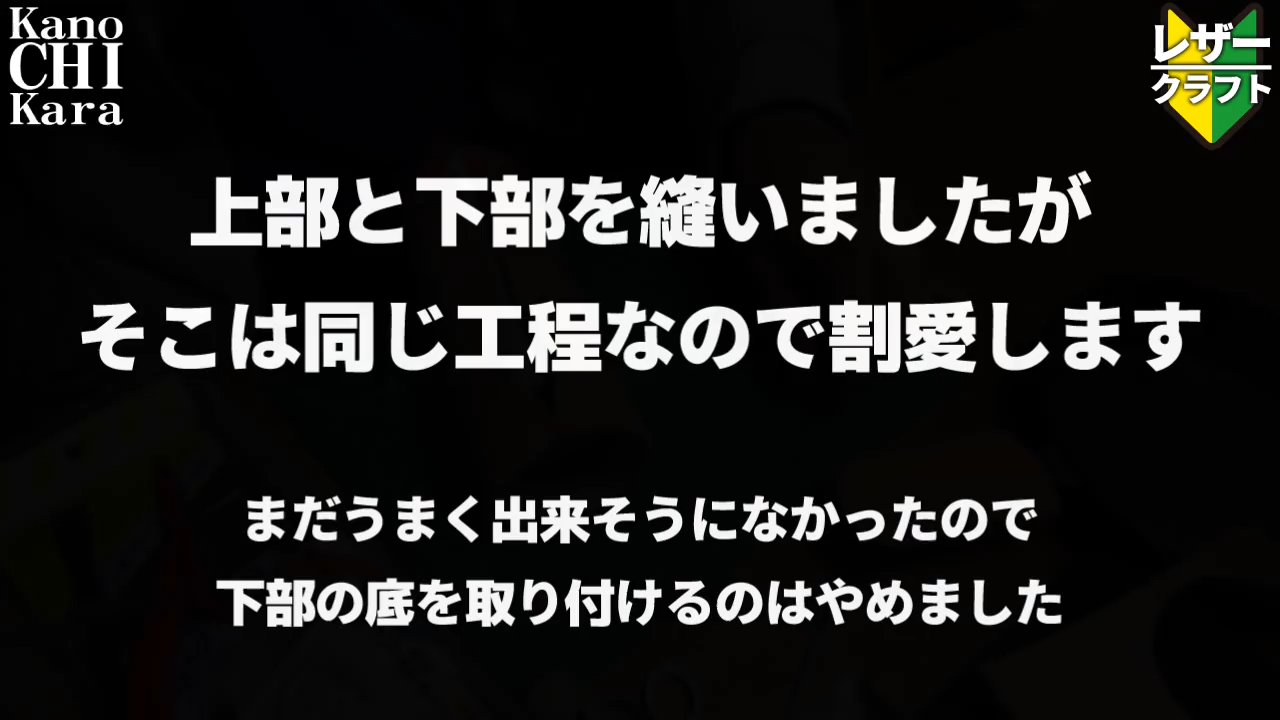 Kano
CHI
Kara
レザー
クラフト
上部と下部を縫いましたが
そこは同じ工程なので割愛します
まだうまく出来そうになかったので
下部の底を取り付けるのはやめました